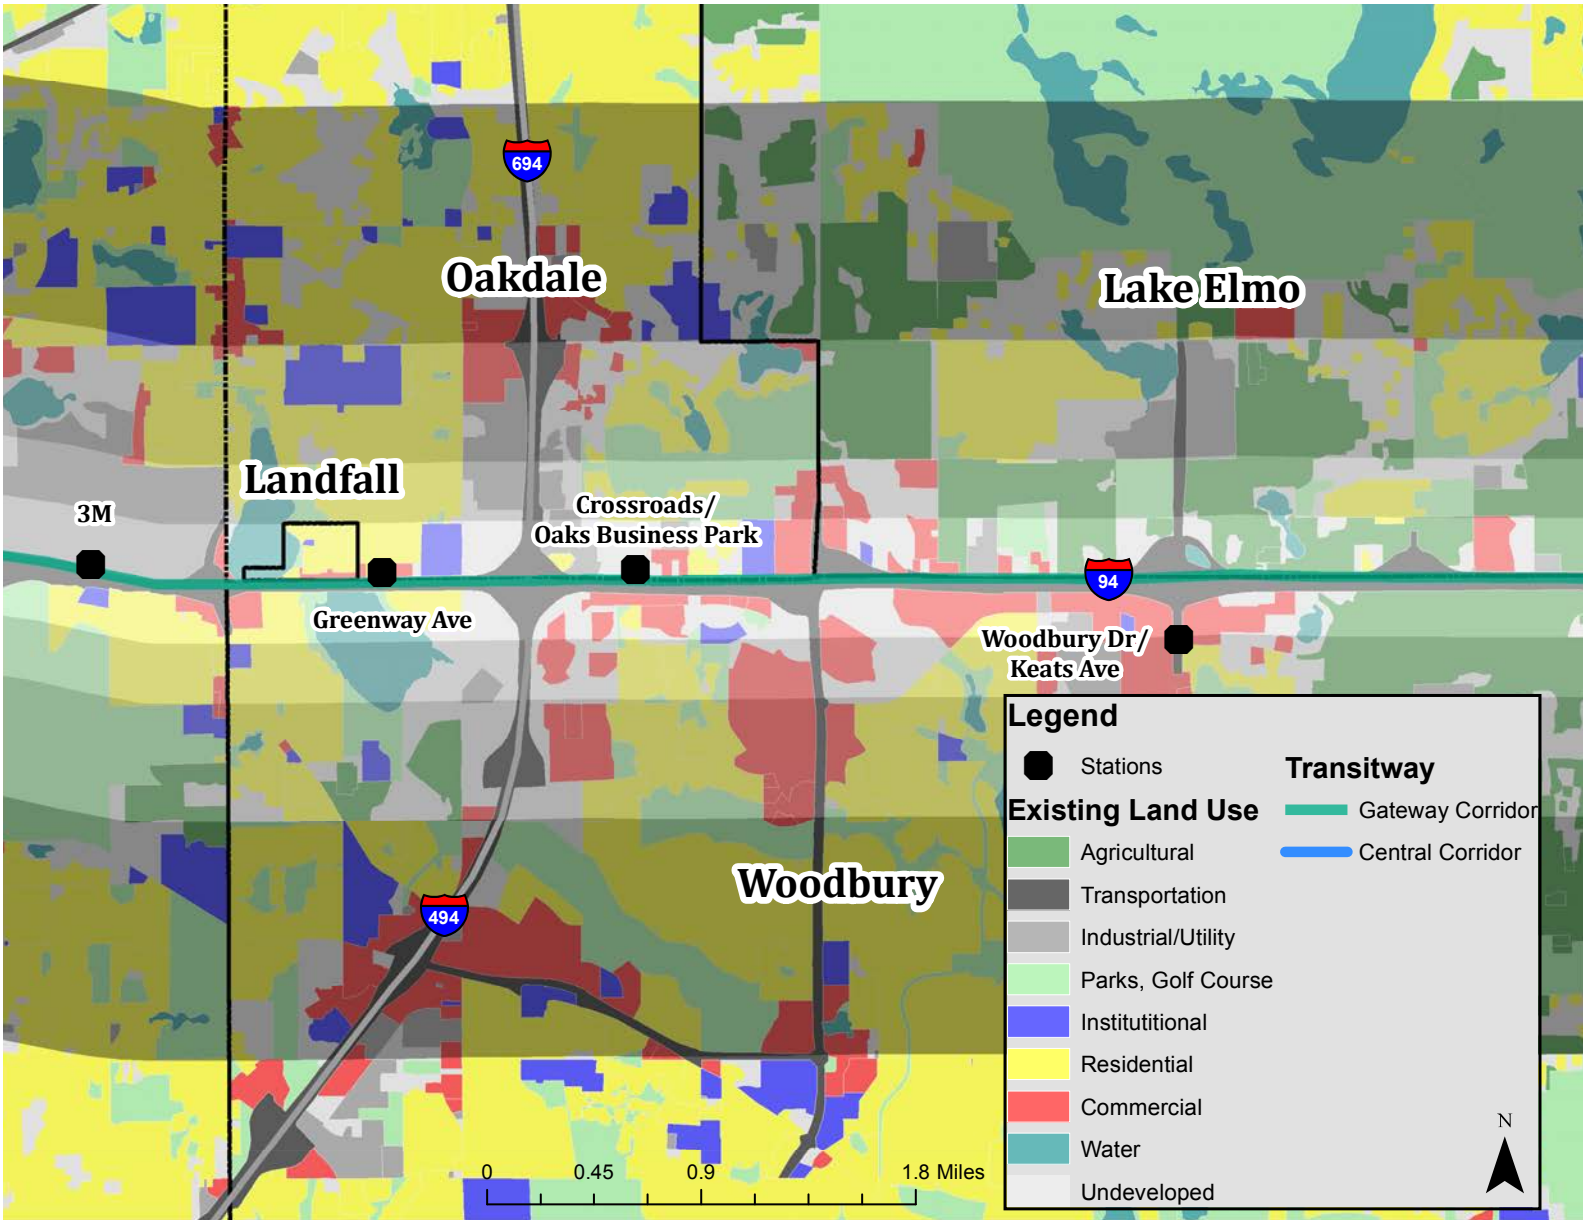 694
Oakdale
Lake Elmo
Landfall
3M
Crossroads/
Oaks Business Park
94
Greenway Ave
Woodbury Dr/
Keats Ave
Woodbury
494
Legend
Stations
Transitway
Existing Land Use
Gateway Corridor
Agricultural
Central Corridor
Transportation
Industrial/Utility
Parks, Golf Course
Institutitional
Residential
Commercial
Water
Undeveloped
N
0 0.45 0.9 1.8 Miles